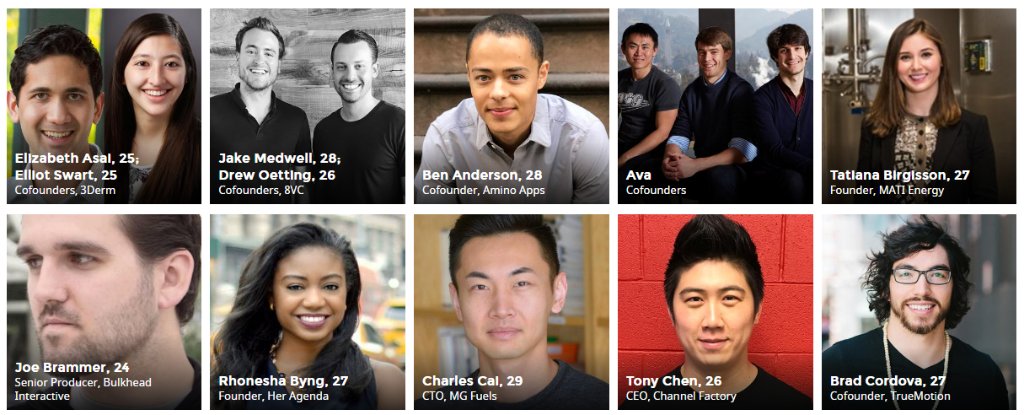 Elizabeth Asai, 25;
Elliot Swart, 25
Cofounders, 3Derm
Jake Medwell, 28;
Drew Oetting, 26
Cofounders, 8VC
Ben Anderson, 28
Cofounder, Amino Apps
Ava
Cofounders
Tatiana Birgisson, 27
Founder, MATI Energy
Joe Brammer, 24
Senior Producer, Bulkhead
Interactive
Rhonesha Byng, 27
Founder, Her Agenda
Charles Cai, 29
CTO, MG Fuels
Tony Chen, 26
CEO, Channel Factory
Brad Cordova, 27
Cofounder, TrueMotion